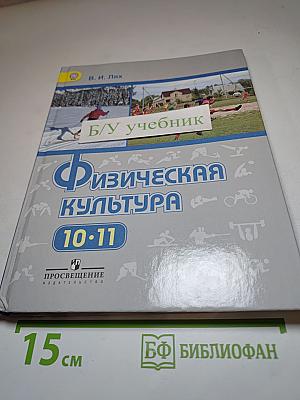 В. И. Лях
Б/У учебник
Физическая
культура
10•11
ПРОСВЕЩЕНИЕ
ИЗДАТЕЛЬСТВО
15 см
БФ БИБЛИОФАН